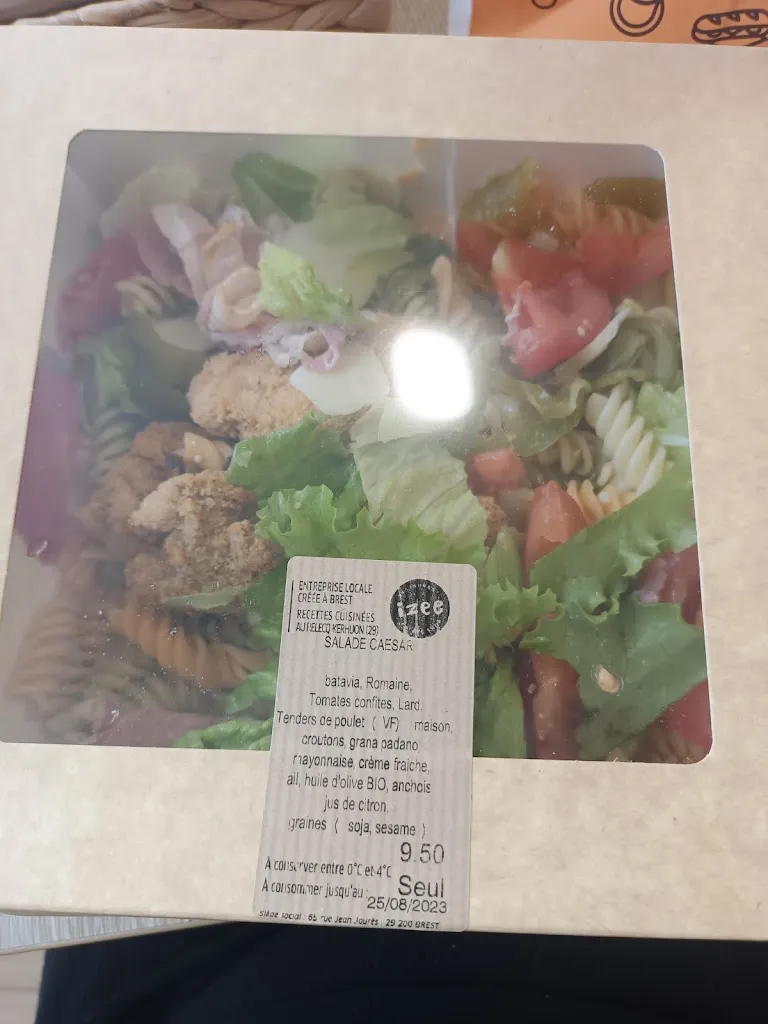 ENTREPRISE LOCALE
CRÉÉE À BREST
izee
RECETTES CUISINÉES
AU RELECQ KERHUON (29)
SALADE CAESAR
batavia, Romaine,
Tomates confites, Lard,
Tenders de poulet ( VF) maison,
croutons, grana padano,
mayonnaise, crème fraiche,
ail, huile d'olive BIO, anchois
jus de citron,
graines ( soja, sesame )
9.50
À conserver entre 0°C et 4°C
Seul
À consommer jusqu'au:
25/08/2023
Siège social : 65 rue Jean Jaurès : 29 200 BREST